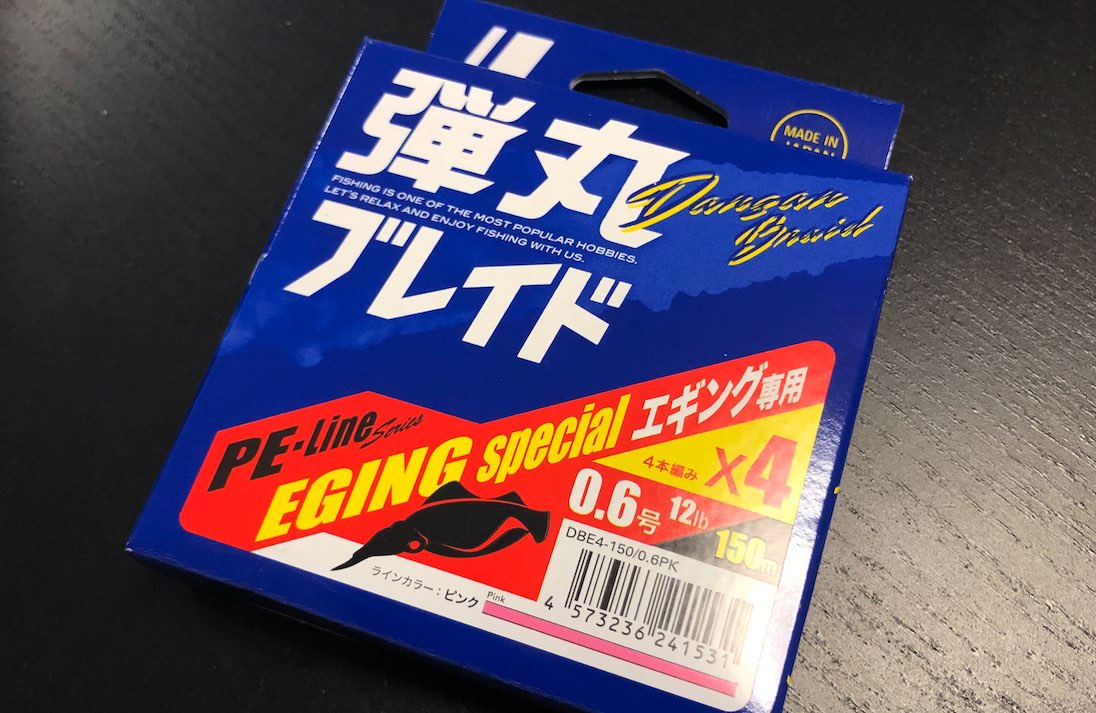 MADE IN
JAPAN
弾丸
Dangan
Braid
FISHING IS ONE OF THE MOST POPULAR HOBBIES.
LET'S RELAX AND ENJOY FISHING WITH US.
ブレイド
PE-Line Series
EGING special エギング専用
4本編み X4
0.6号 12lb 150m
DBE4-150/0.6PK
ラインカラー：ピンク Pink
4 573236 241531